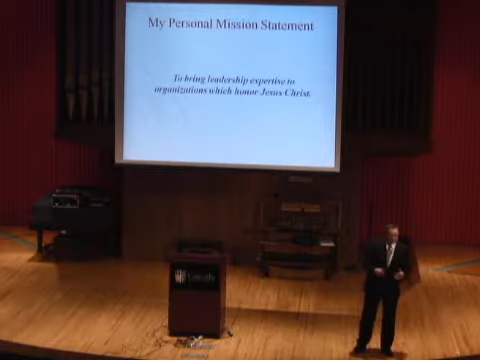 My Personal Mission Statement
To bring leadership expertise to
organizations which honor Jesus Christ.